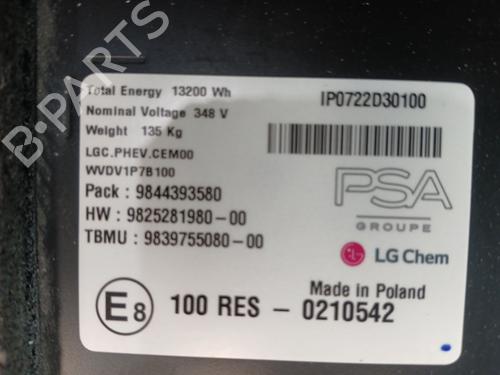 B-PARTS
Total Energy 13200 Wh
Nominal Voltage 348 V
Weight 135 Kg
LGC.PHEV.CEM00
WVDV1P7B100
Pack : 9844393580
HW : 9825281980-00
TBMU : 9839755080-00
IP0722D30100
PSA
GROUPE
LG Chem
Made in Poland
E8 100 RES - 0210542